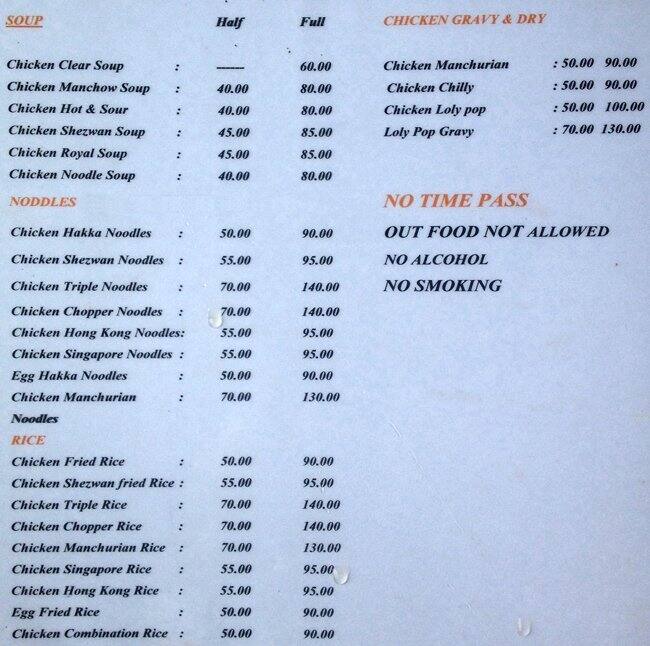 SOUP Half Full
Chicken Clear Soup : ------ 60.00
Chicken Manchow Soup : 40.00 80.00
Chicken Hot & Sour : 40.00 80.00
Chicken Shezwan Soup : 45.00 85.00
Chicken Royal Soup : 45.00 85.00
Chicken Noodle Soup : 40.00 80.00
NODDLES
Chicken Hakka Noodles : 50.00 90.00
Chicken Shezwan Noodles : 55.00 95.00
Chicken Triple Noodles : 70.00 140.00
Chicken Chopper Noodles : 70.00 140.00
Chicken Hong Kong Noodles: 55.00 95.00
Chicken Singapore Noodles : 55.00 95.00
Egg Hakka Noodles : 50.00 90.00
Chicken Manchurian : 70.00 130.00
Noodles
RICE
Chicken Fried Rice : 50.00 90.00
Chicken Shezwan fried Rice : 55.00 95.00
Chicken Triple Rice : 70.00 140.00
Chicken Chopper Rice : 70.00 140.00
Chicken Manchurian Rice : 70.00 130.00
Chicken Singapore Rice : 55.00 95.00
Chicken Hong Kong Rice : 55.00 95.00
Egg Fried Rice : 50.00 90.00
Chicken Combination Rice : 50.00 90.00
CHICKEN GRAVY & DRY
Chicken Manchurian : 50.00 90.00
Chicken Chilly : 50.00 90.00
Chicken Loly pop : 50.00 100.00
Loly Pop Gravy : 70.00 130.00
NO TIME PASS
OUT FOOD NOT ALLOWED
NO ALCOHOL
NO SMOKING